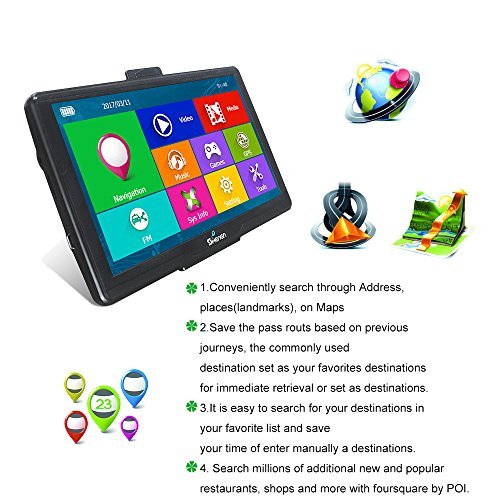 2017/03/11
01:48
Navigation
Video
Media
Music
Games
GPS
FM
Sys Info
Setting
Tools
23
1.Conveniently search through Address,
places(landmarks), on Maps
2.Save the pass routs based on previous
journeys, the commonly used
destination set as your favorites destinations
for immediate retrieval or set as destinations.
3.It is easy to search for your destinations in
your favorite list and save
your time of enter manually a destinations.
4. Search millions of additional new and popular
restaurants, shops and more with foursquare by POI.